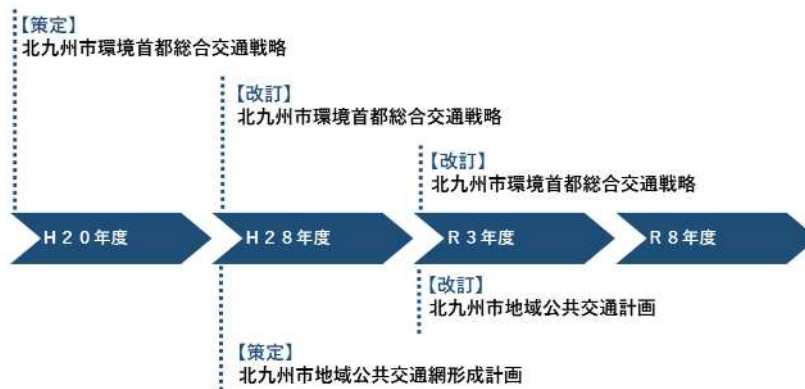 【策定】
北九州市環境首都総合交通戦略
【改訂】
北九州市環境首都総合交通戦略
【改訂】
北九州市環境首都総合交通戦略
H20年度
H28年度
R3年度
R8年度
【改訂】
北九州市地域公共交通計画
【策定】
北九州市地域公共交通網形成計画